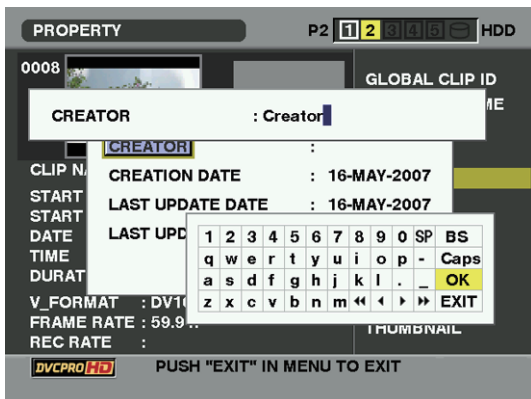 PROPERTY
P2 1 2 3 4 5 HDD
0008
GLOBAL CLIP ID
CREATOR : Creator
CREATOR :
CREATION DATE : 16-MAY-2007
LAST UPDATE DATE : 16-MAY-2007
LAST UPD
CLIP N
START
START
DATE
TIME
DURAT
V_FORMAT : DV10
FRAME RATE : 59.9
REC RATE :
1 2 3 4 5 6 7 8 9 0 SP BS
q w e r t y u i o p - Caps
a s d f g h j k l . _ OK
z x c v b n m EXIT
THUMBNAIL
DVCPRO HD
PUSH "EXIT" IN MENU TO EXIT